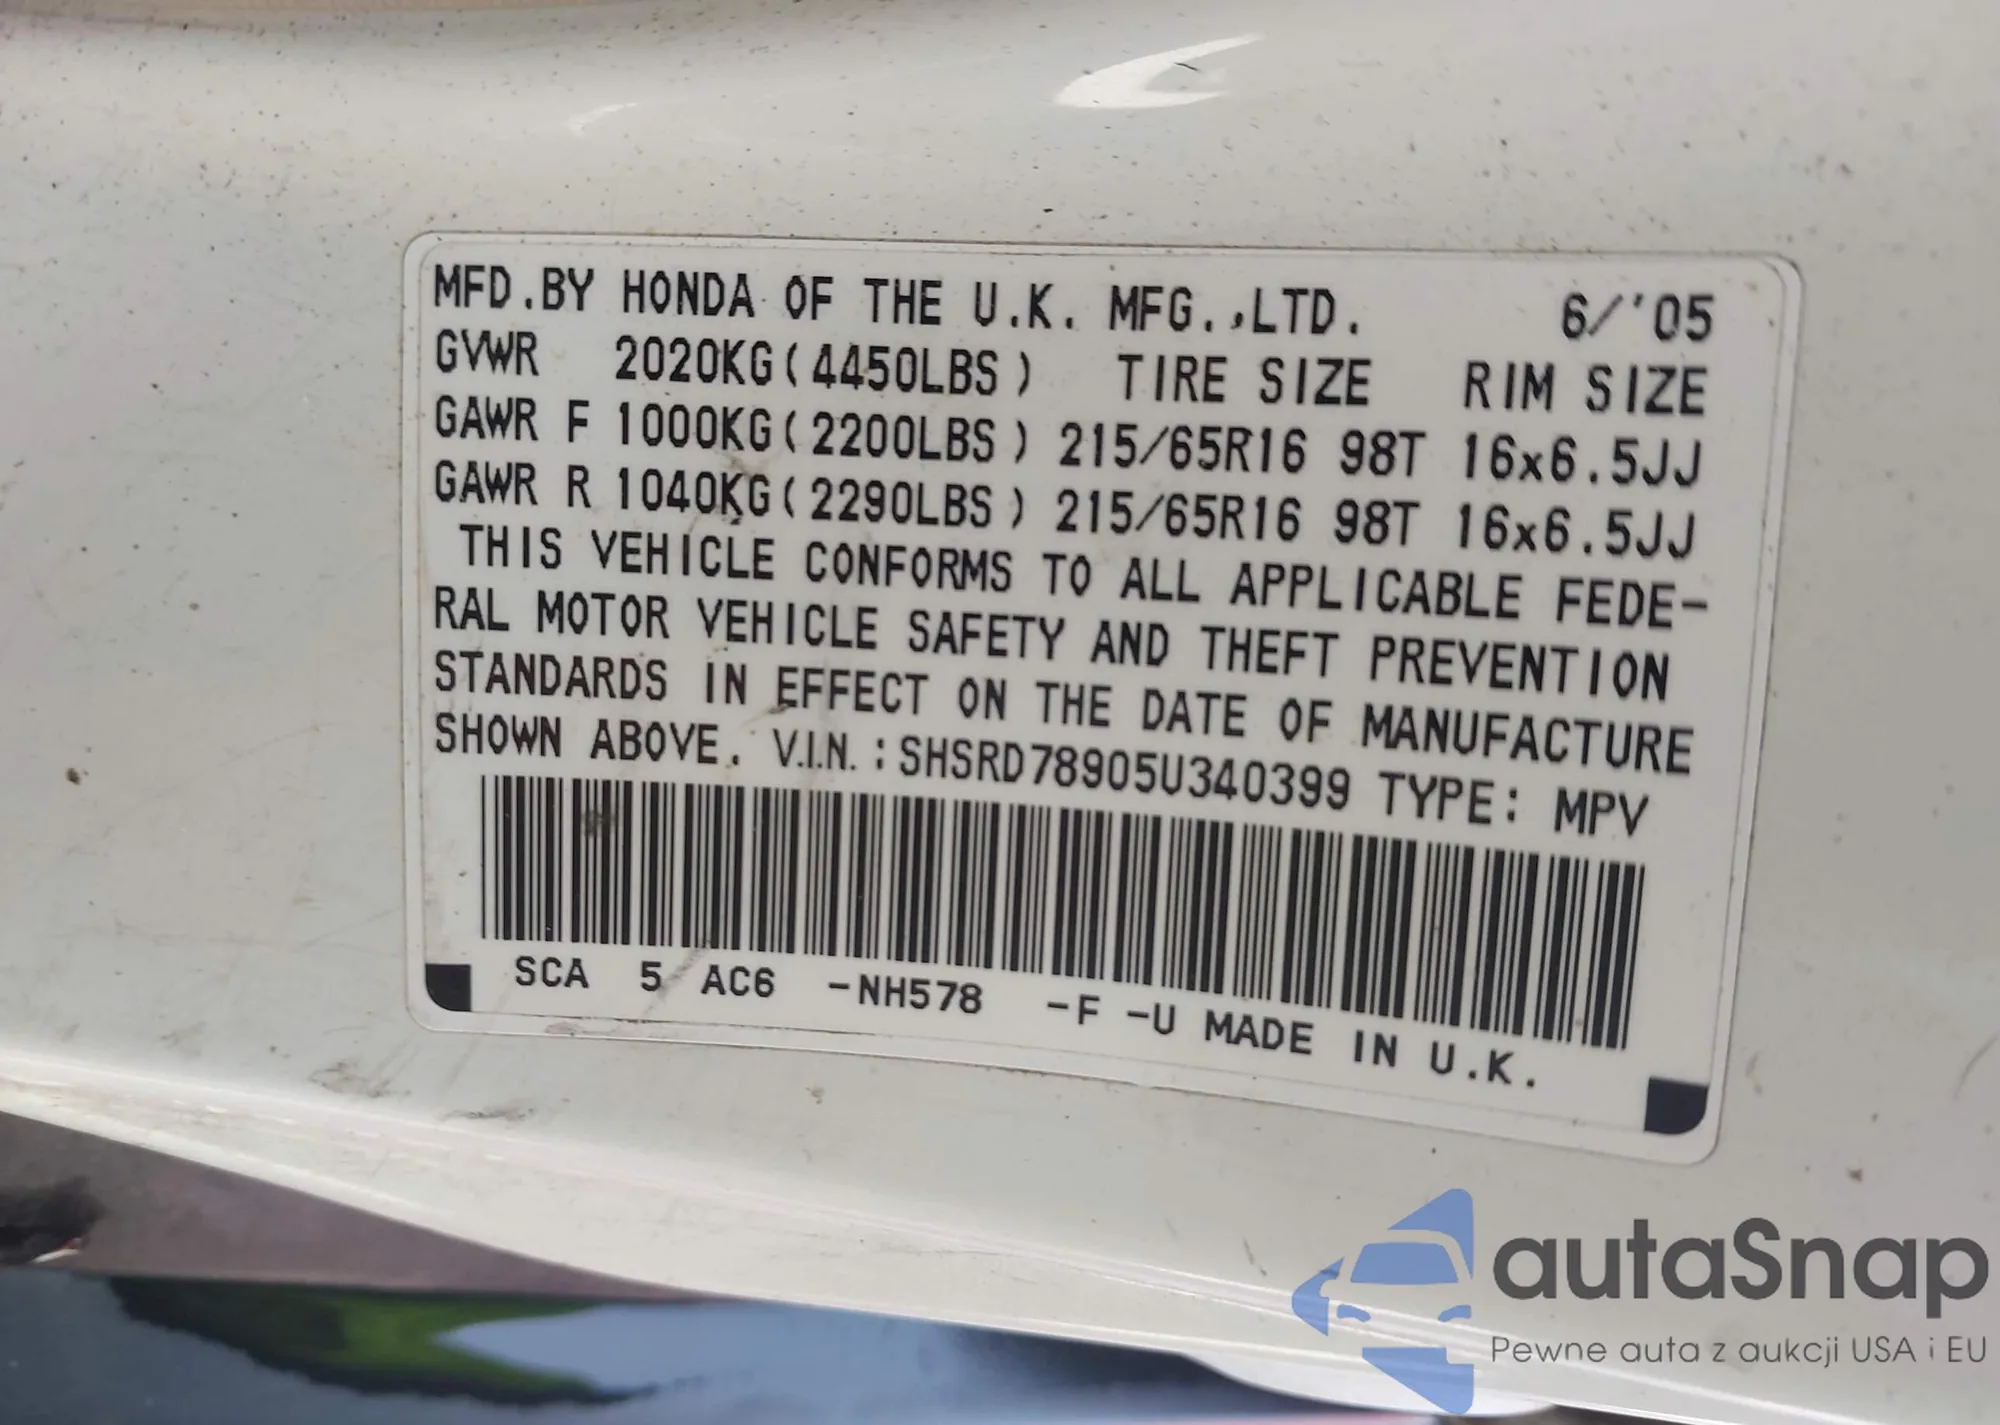 MFD.BY HONDA OF THE U.K. MFG.,LTD. 6/'05
GVWR 2020KG(4450LBS) TIRE SIZE RIM SIZE
GAWR F 1000KG(2200LBS) 215/65R16 98T 16x6.5JJ
GAWR R 1040KG(2290LBS) 215/65R16 98T 16x6.5JJ
THIS VEHICLE CONFORMS TO ALL APPLICABLE FEDE-
RAL MOTOR VEHICLE SAFETY AND THEFT PREVENTION
STANDARDS IN EFFECT ON THE DATE OF MANUFACTURE
SHOWN ABOVE. V.I.N.:SHSRD78905U340399 TYPE: MPV
SCA 5 AC6 -NH578 -F -U MADE IN U.K.
autaSnap
Pewne auta z aukcji USA i EU